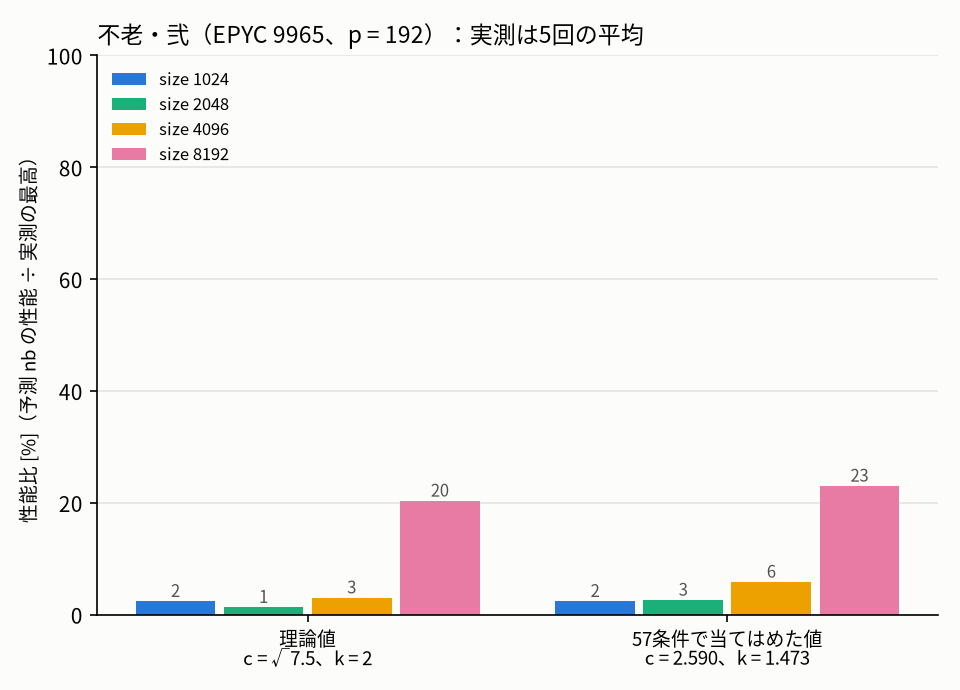 不老・弐（EPYC 9965、p = 192）：実測は5回の平均
性能比 [%]（予測 nb の性能 ÷ 実測の最高）
100
80
60
40
20
0
size 1024
size 2048
size 4096
size 8192
2
1
3
20
2
3
6
23
理論値
c = √7.5、k = 2
57条件で当てはめた値
c = 2.590、k = 1.473